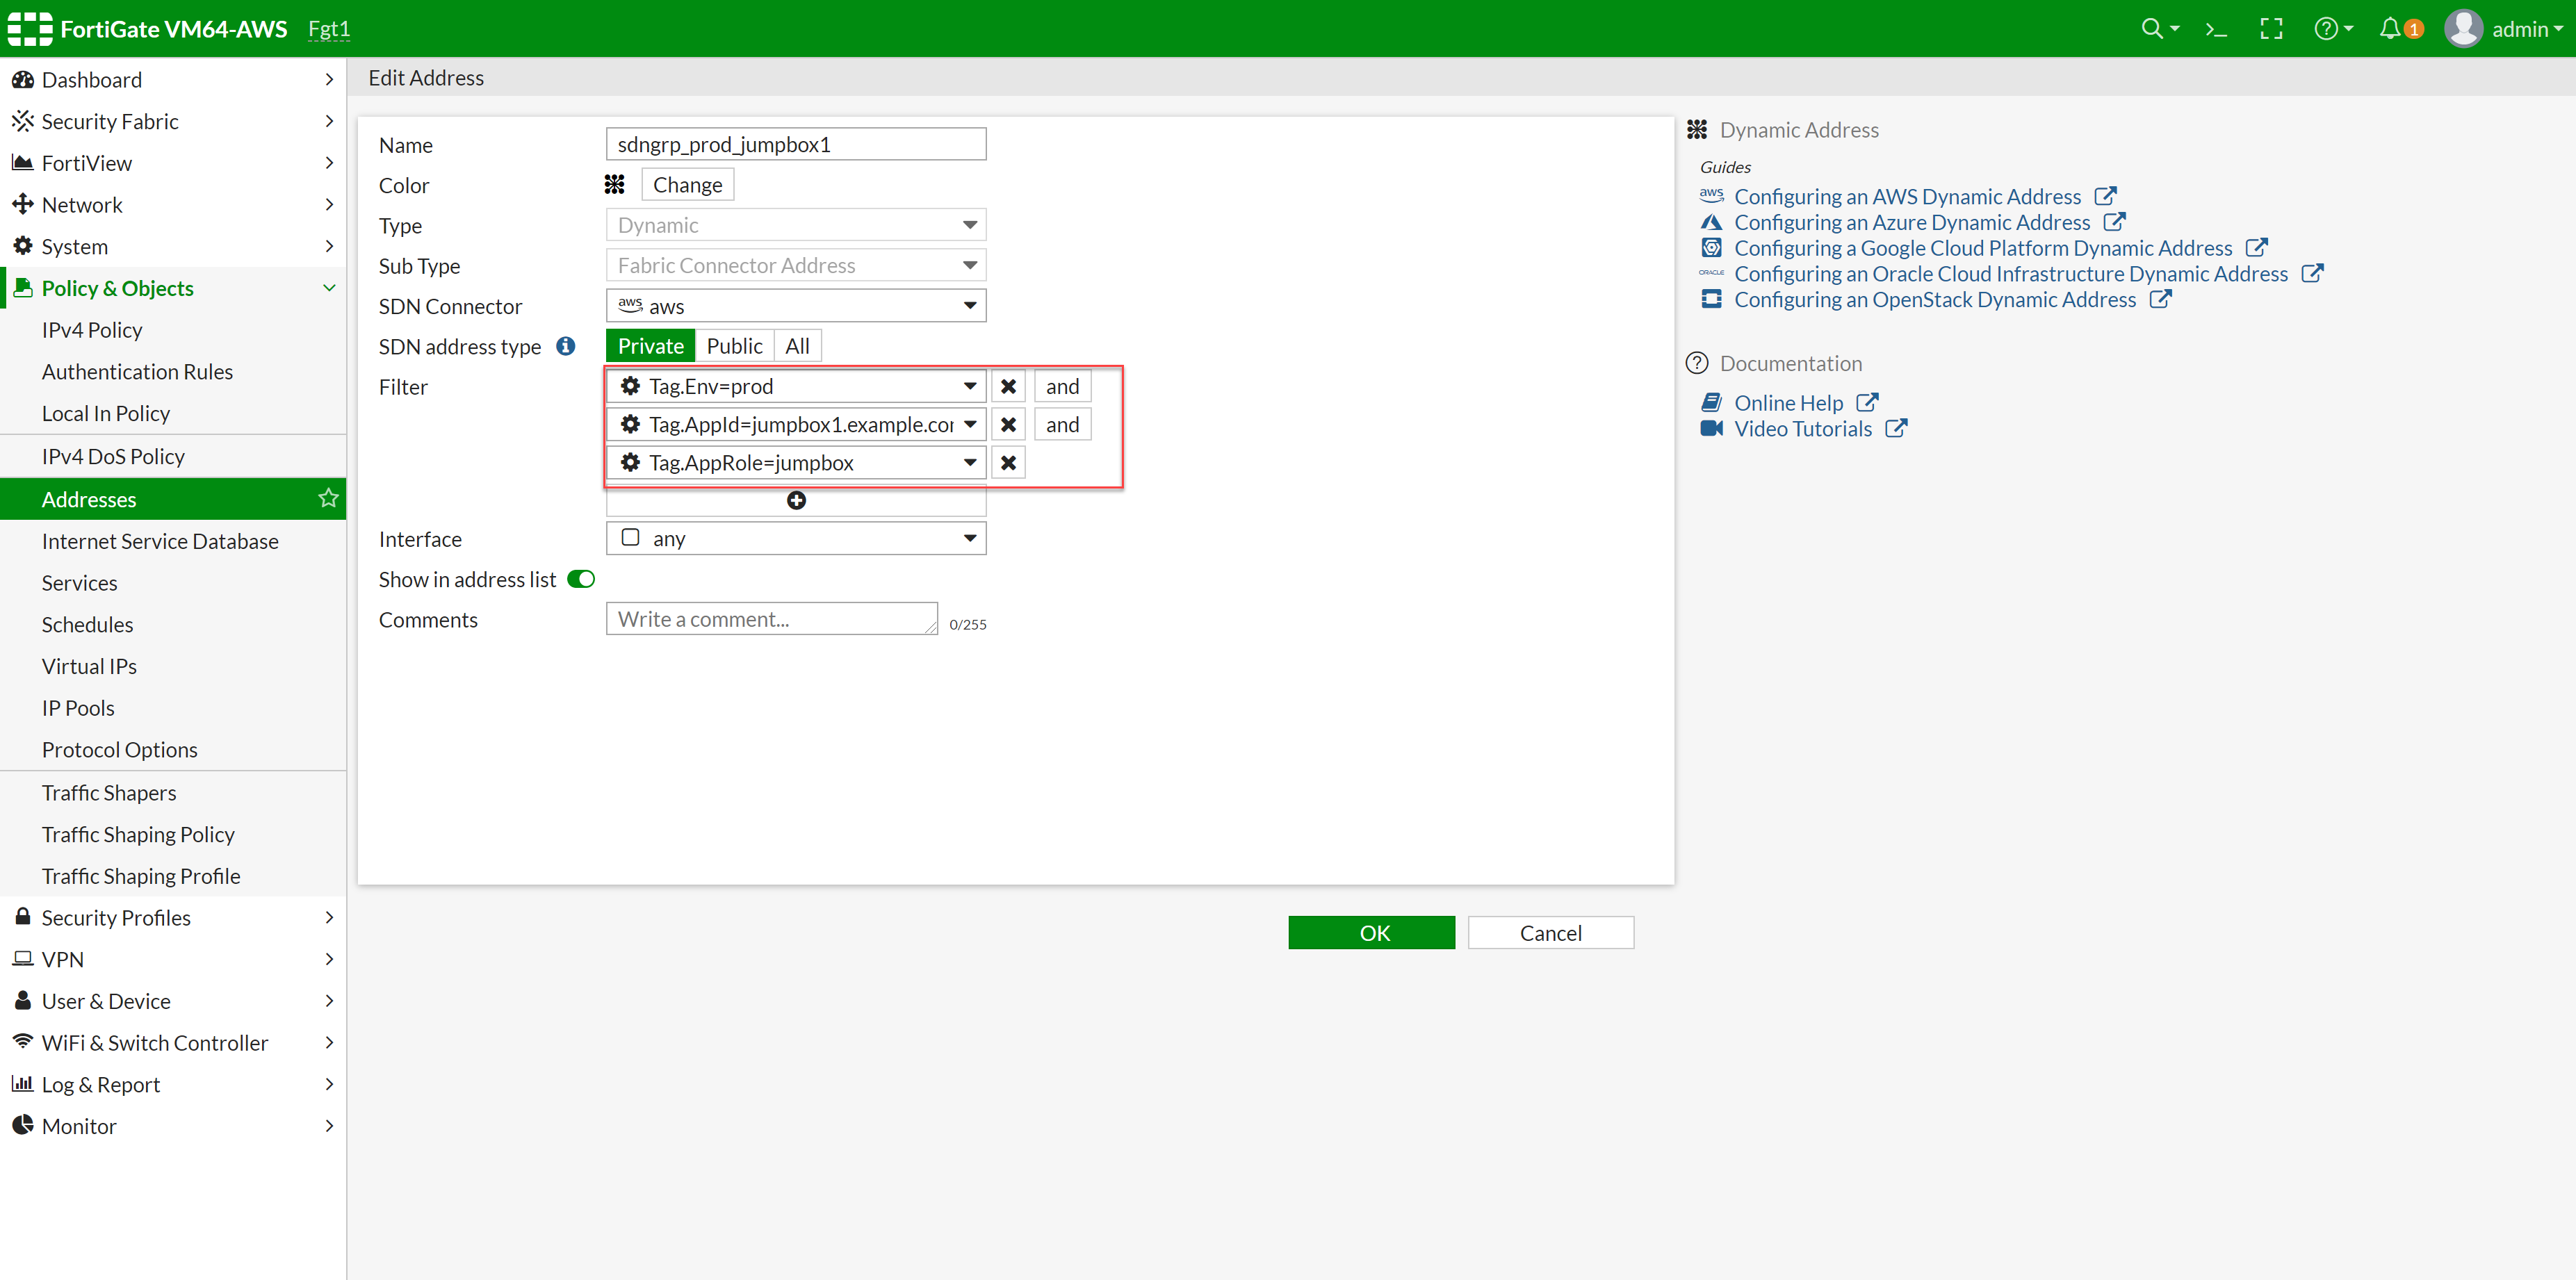 FortiGate VM64-AWS Fgt1
1 admin
Dashboard
Security Fabric
FortiView
Network
System
Policy & Objects
IPv4 Policy
Authentication Rules
Local In Policy
IPv4 DoS Policy
Addresses
Internet Service Database
Services
Schedules
Virtual IPs
IP Pools
Protocol Options
Traffic Shapers
Traffic Shaping Policy
Traffic Shaping Profile
Security Profiles
VPN
User & Device
WiFi & Switch Controller
Log & Report
Monitor
Edit Address
Name sdngrp_prod_jumpbox1
Color Change
Type Dynamic
Sub Type Fabric Connector Address
SDN Connector aws aws
SDN address type Private Public All
Filter Tag.Env=prod and
Tag.AppId=jumpbox1.example.cor and
Tag.AppRole=jumpbox
Interface any
Show in address list
Comments Write a comment... 0/255
OK Cancel
Dynamic Address
Guides
aws Configuring an AWS Dynamic Address
Configuring an Azure Dynamic Address
Configuring a Google Cloud Platform Dynamic Address
ORACLE Configuring an Oracle Cloud Infrastructure Dynamic Address
Configuring an OpenStack Dynamic Address
Documentation
Online Help
Video Tutorials